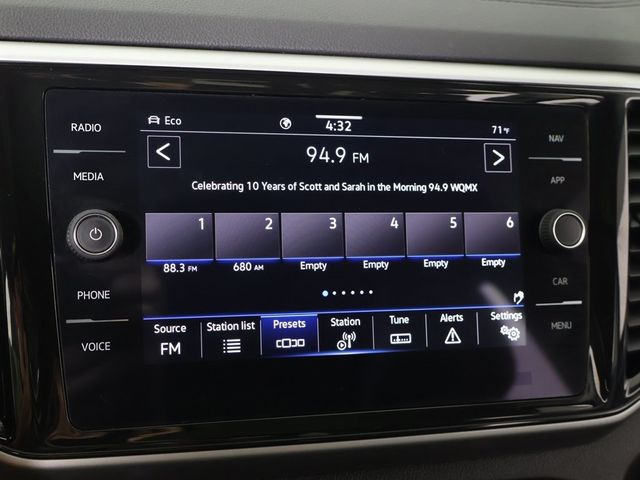 RADIO
MEDIA
PHONE
VOICE
Eco
4:32
71°F
94.9 FM
Celebrating 10 Years of Scott and Sarah in the Morning 94.9 WQMX
1 2 3 4 5 6
88.3 FM 680 AM Empty Empty Empty Empty
Source Station list Presets Station Tune Alerts Settings
FM
NAV
APP
CAR
MENU